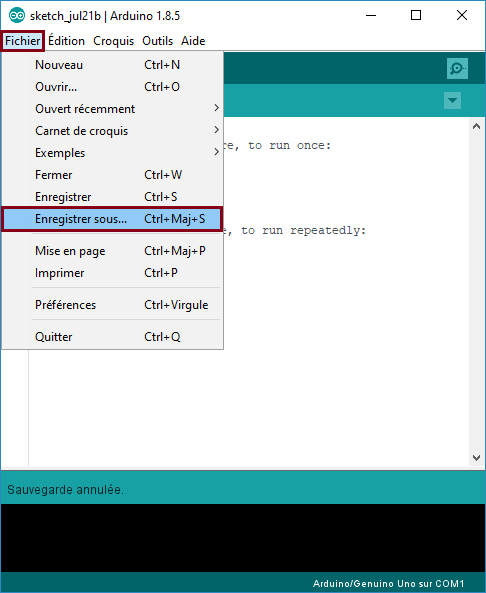 sketch_jul21b | Arduino 1.8.5
Fichier Édition Croquis Outils Aide
Nouveau Ctrl+N
Ouvrir... Ctrl+O
Ouvert récemment
Carnet de croquis
Exemples
Fermer Ctrl+W
Enregistrer Ctrl+S
Enregistrer sous... Ctrl+Maj+S
Mise en page Ctrl+Maj+P
Imprimer Ctrl+P
Préférences Ctrl+Virgule
Quitter Ctrl+Q
re, to run once:
e, to run repeatedly:
Sauvegarde annulée.
Arduino/Genuino Uno sur COM1